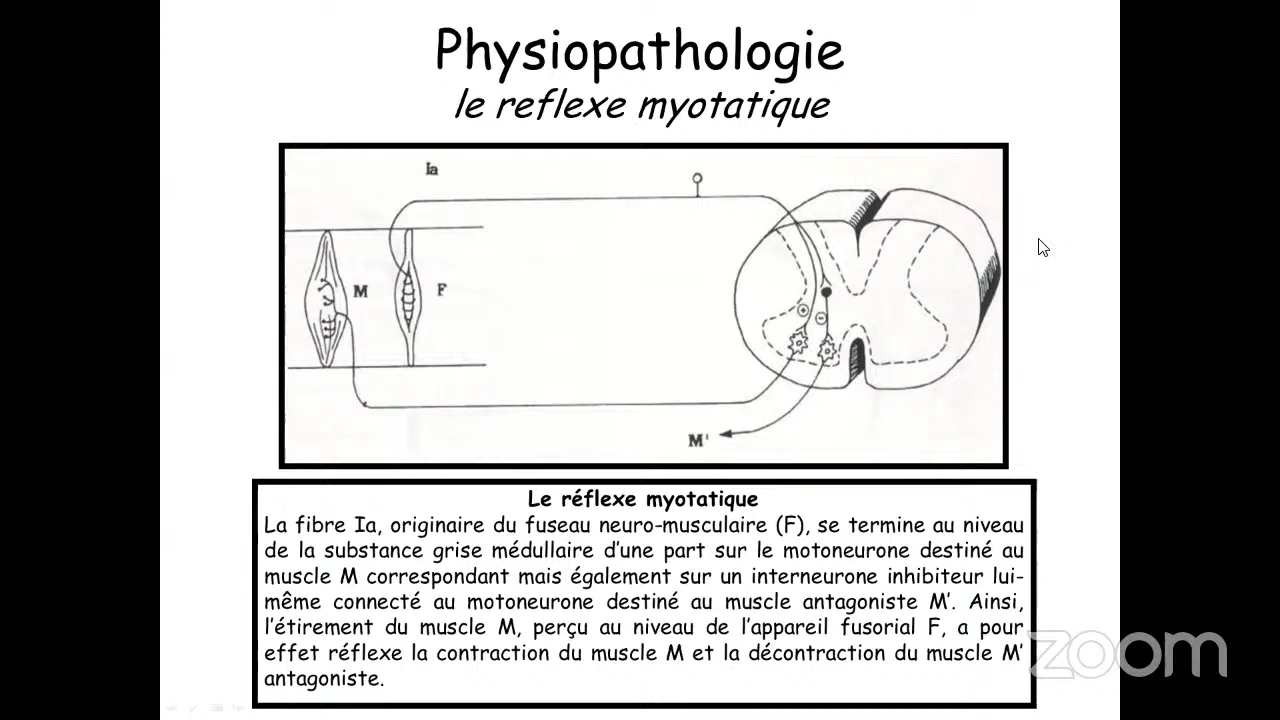 Physiopathologie
le reflexe myotatique
Ia
M
F
+
−
M'
Le réflexe myotatique
La fibre Ia, originaire du fuseau neuro-musculaire (F), se termine au niveau
de la substance grise médullaire d’une part sur le motoneurone destiné au
muscle M correspondant mais également sur un interneurone inhibiteur lui-
même connecté au motoneurone destiné au muscle antagoniste M’. Ainsi,
l’étirement du muscle M, perçu au niveau de l’appareil fusorial F, a pour
effet réflexe la contraction du muscle M et la décontraction du muscle M’
antagoniste.
zoom